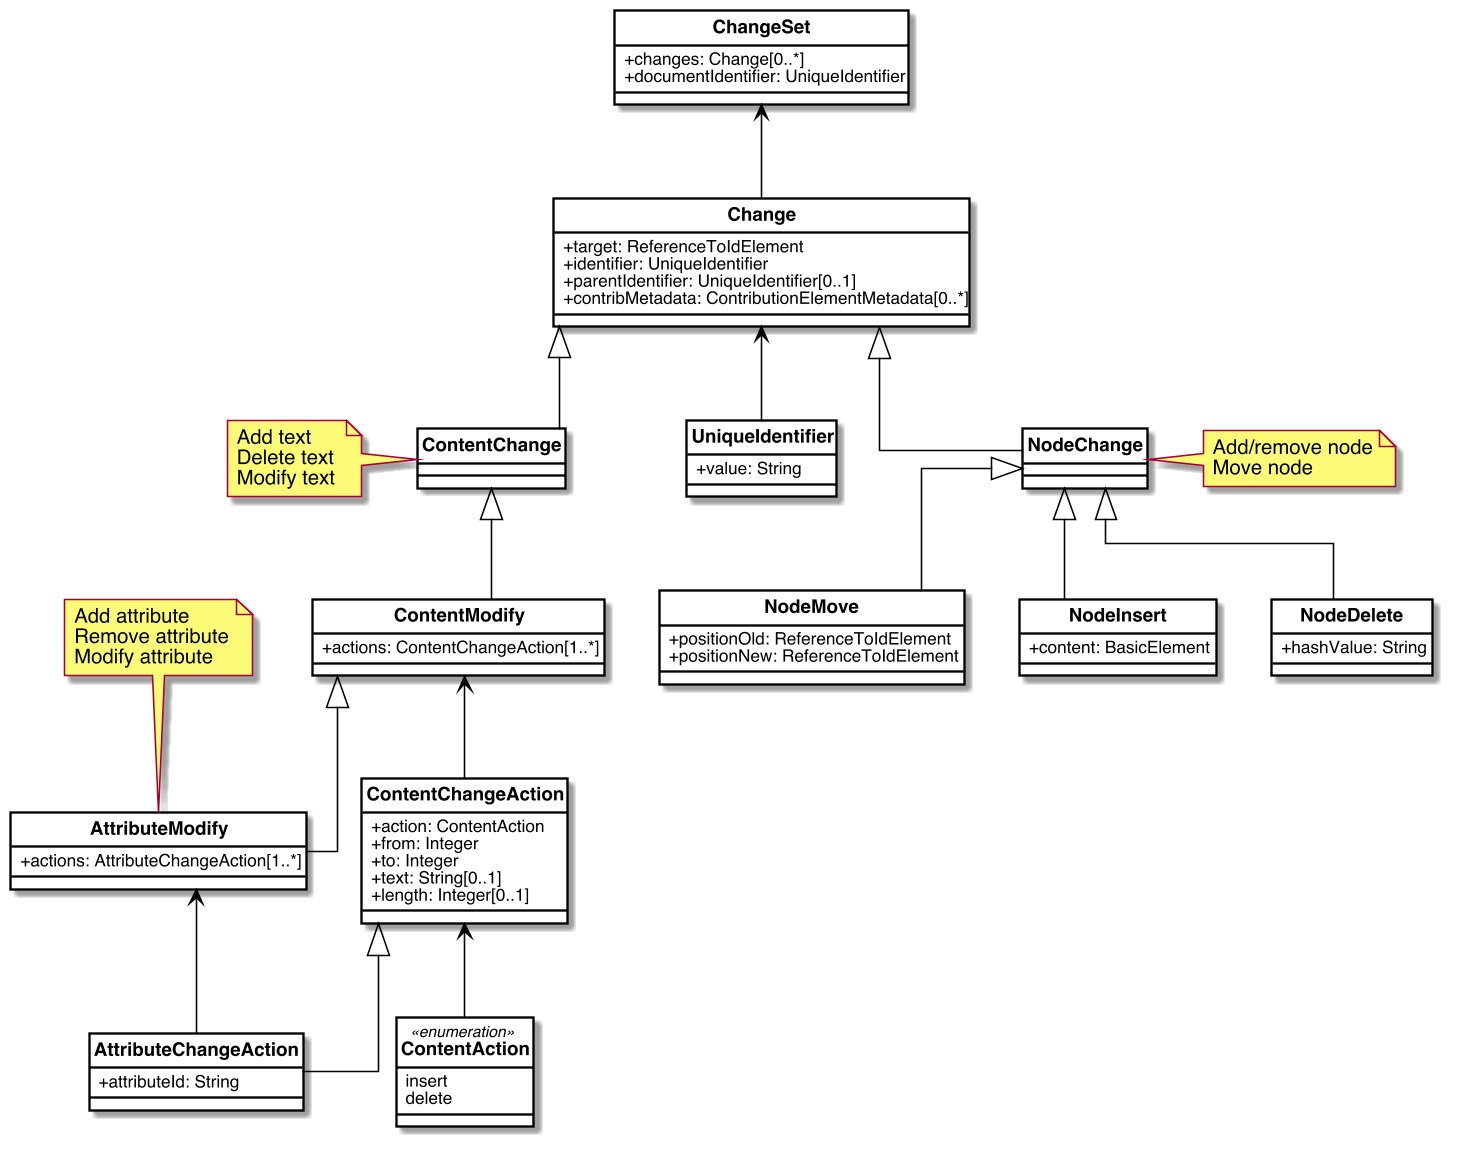 ChangeSet
+changes: Change[0..*]
+documentIdentifier: UniqueIdentifier
Change
+target: ReferenceToIdElement
+identifier: UniqueIdentifier
+parentIdentifier: UniqueIdentifier[0..1]
+contribMetadata: ContributionElementMetadata[0..*]
Add text
Delete text
Modify text
ContentChange
UniqueIdentifier
+value: String
NodeChange
Add/remove node
Move node
Add attribute
Remove attribute
Modify attribute
ContentModify
+actions: ContentChangeAction[1..*]
NodeMove
+positionOld: ReferenceToIdElement
+positionNew: ReferenceToIdElement
NodeInsert
+content: BasicElement
NodeDelete
+hashValue: String
AttributeModify
+actions: AttributeChangeAction[1..*]
ContentChangeAction
+action: ContentAction
+from: Integer
+to: Integer
+text: String[0..1]
+length: Integer[0..1]
AttributeChangeAction
+attributeId: String
«enumeration»
ContentAction
insert
delete